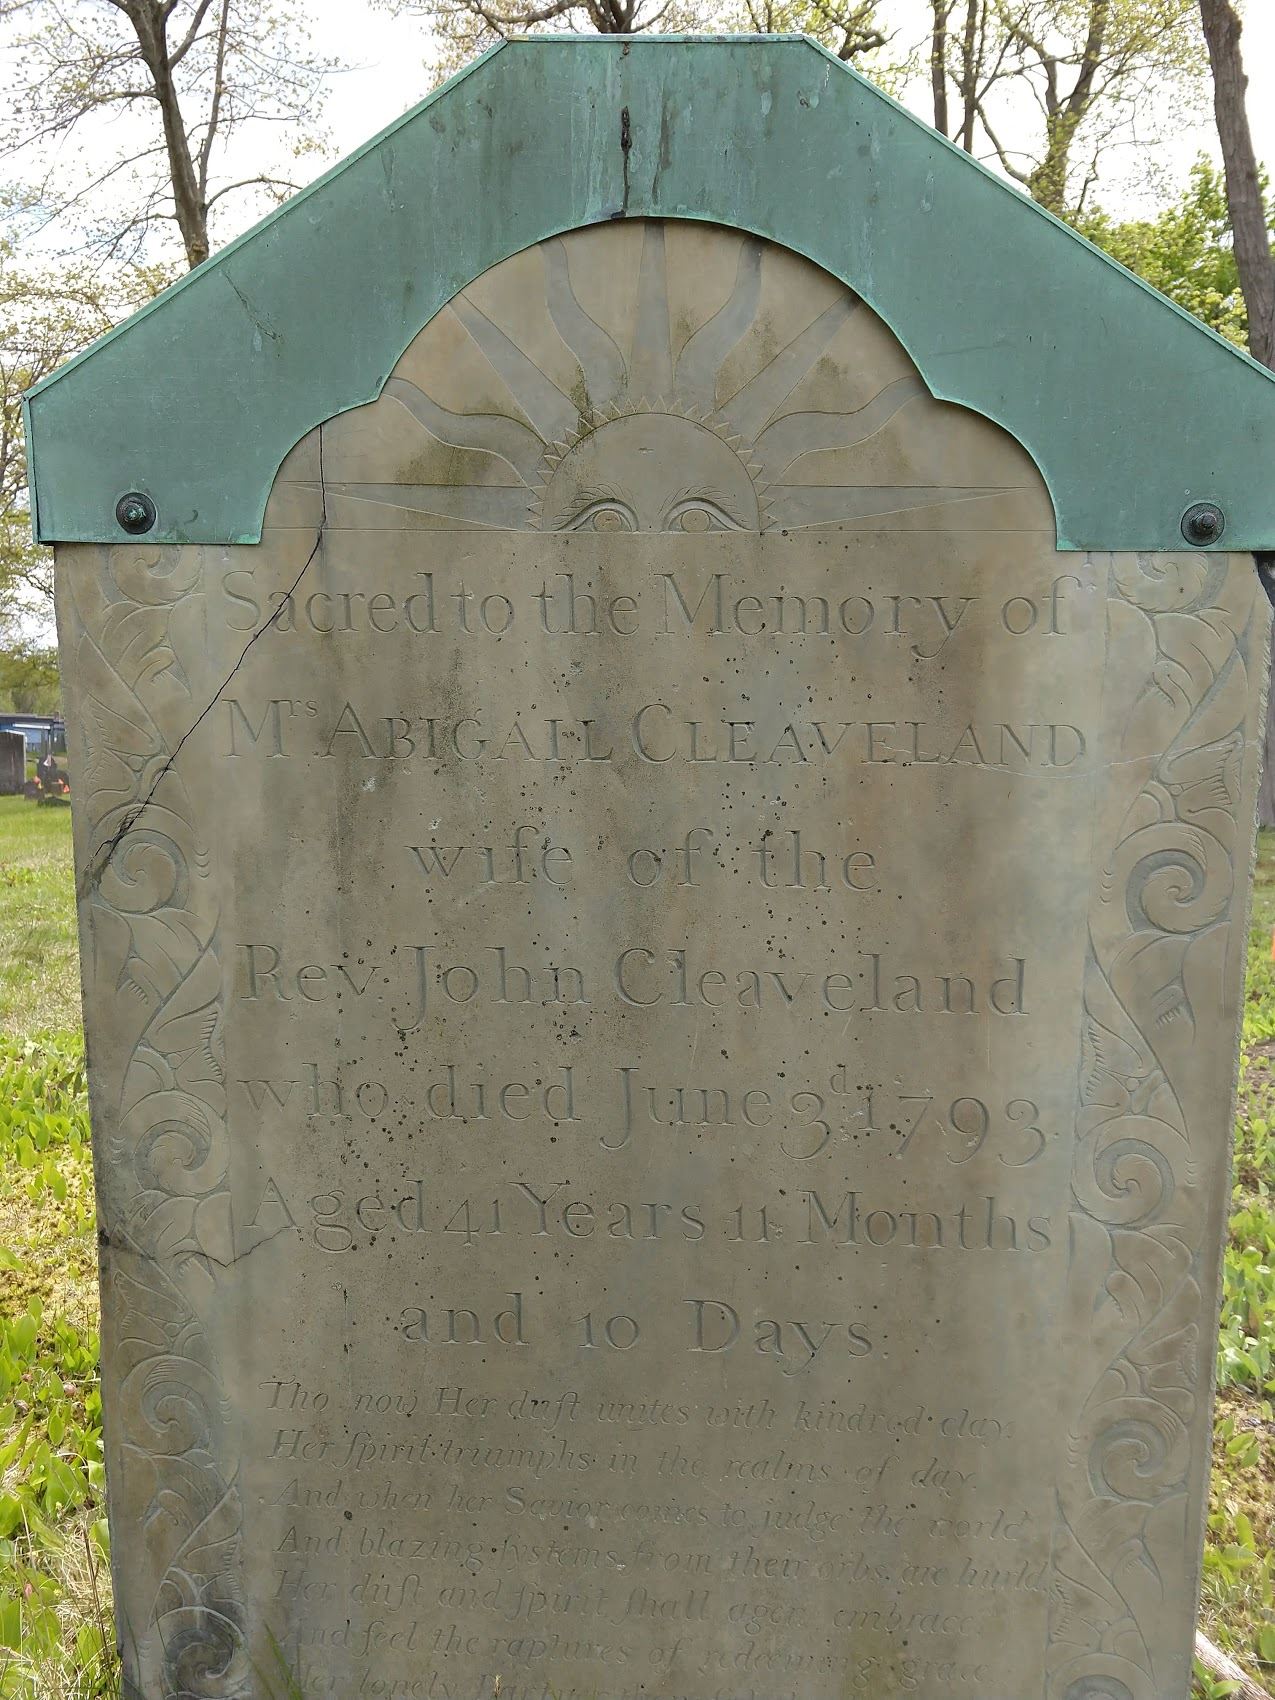 Sacred to the Memory of
Mrs ABIGAIL CLEAVELAND
wife of the
Rev. John Cleaveland
who died June 3d. 1793.
Aged 41 Years 11 Months
and 10 Days.
Tho now Her duſt unites with kindred clay.
Her ſpirit triumphs in the realms of day.
And when her Savior comes to judge the world
And blazing ſystems from their orbs are hurld
Her duſt and ſpirit ſhall again embrace.
And feel the raptures of redeeming grace
Her lonely